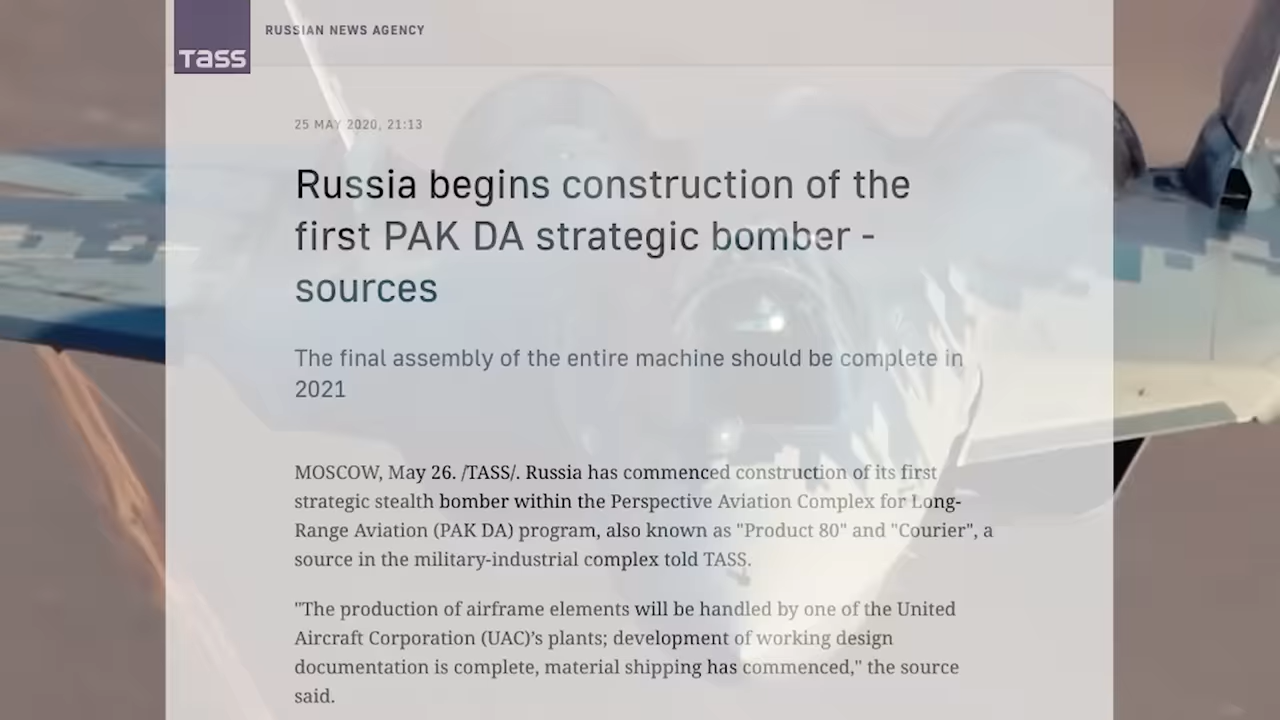 TASS
RUSSIAN NEWS AGENCY
25 MAY 2020, 21:13
Russia begins construction of the
first PAK DA strategic bomber -
sources
The final assembly of the entire machine should be complete in
2021
MOSCOW, May 26. /TASS/. Russia has commenced construction of its first
strategic stealth bomber within the Perspective Aviation Complex for Long-
Range Aviation (PAK DA) program, also known as "Product 80" and "Courier", a
source in the military-industrial complex told TASS.
"The production of airframe elements will be handled by one of the United
Aircraft Corporation (UAC)’s plants; development of working design
documentation is complete, material shipping has commenced," the source
said.